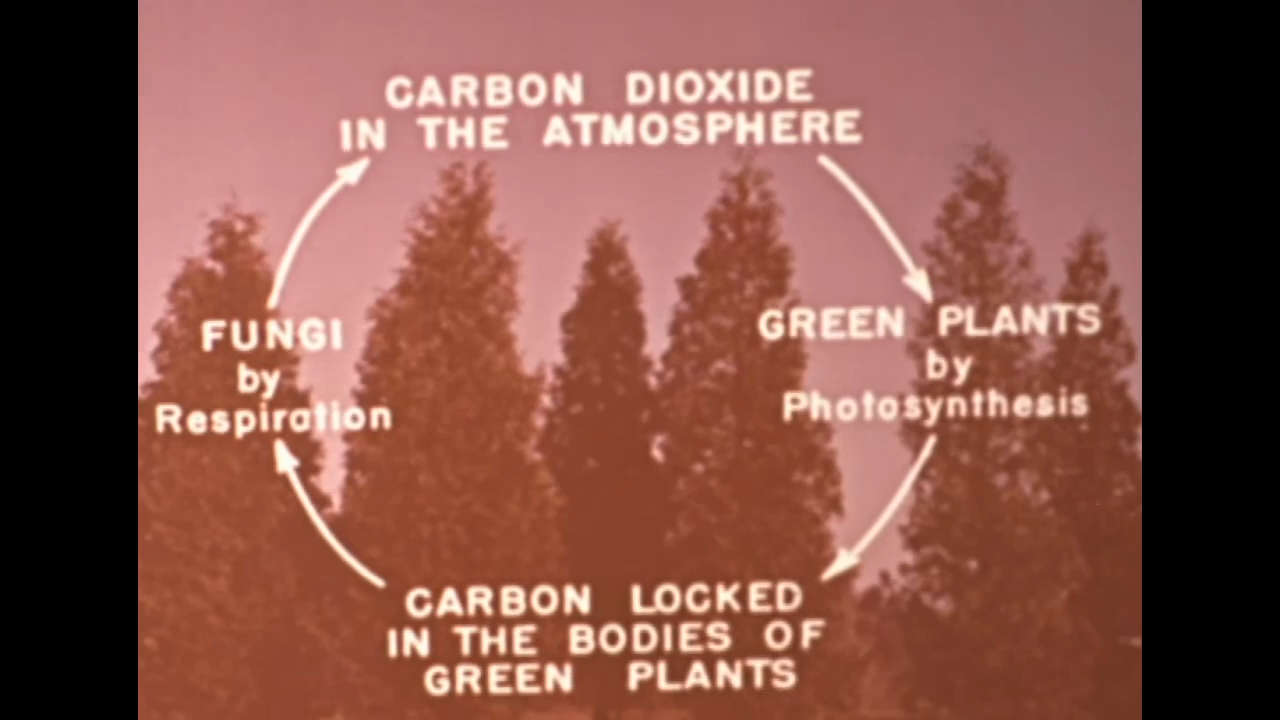 CARBON DIOXIDE
IN THE ATMOSPHERE
FUNGI
by
Respiration
GREEN PLANTS
by
Photosynthesis
CARBON LOCKED
IN THE BODIES OF
GREEN PLANTS